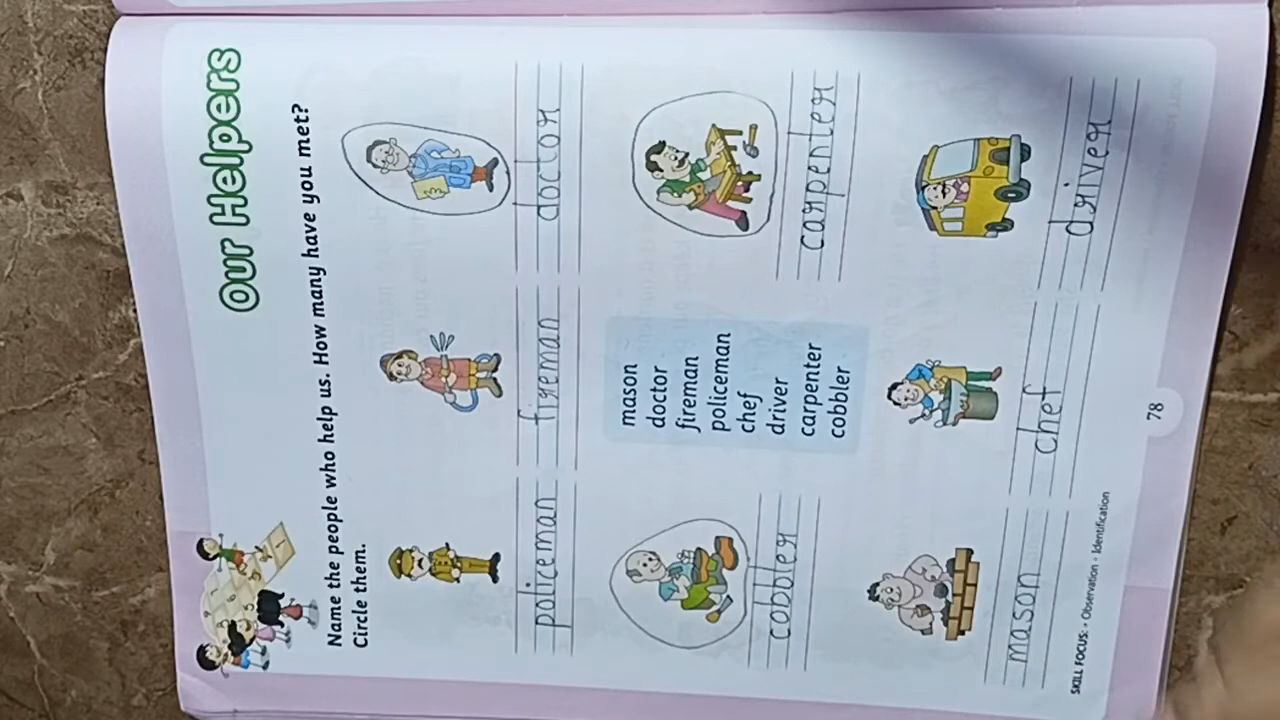 Our Helpers
Name the people who help us. How many have you met?
Circle them.
policeman
fireman
doctor
cobbler
mason
doctor
fireman
policeman
chef
driver
carpenter
cobbler
carpenter
mason
chef
driver
SKILL FOCUS: • Observation • Identification
78